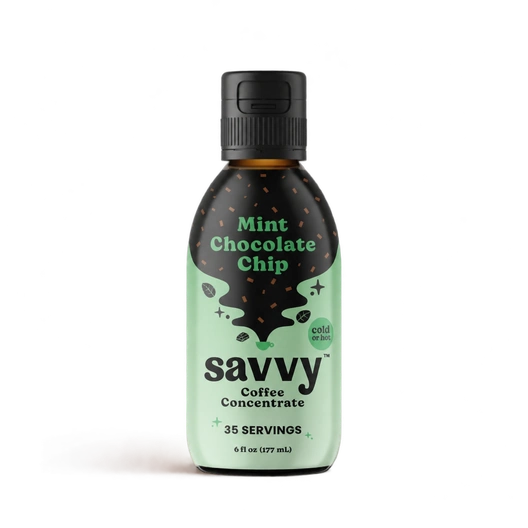 Mint
Chocolate
Chip
cold
or hot
savvy™
Coffee
Concentrate
35 SERVINGS
6 fl oz (177 mL)